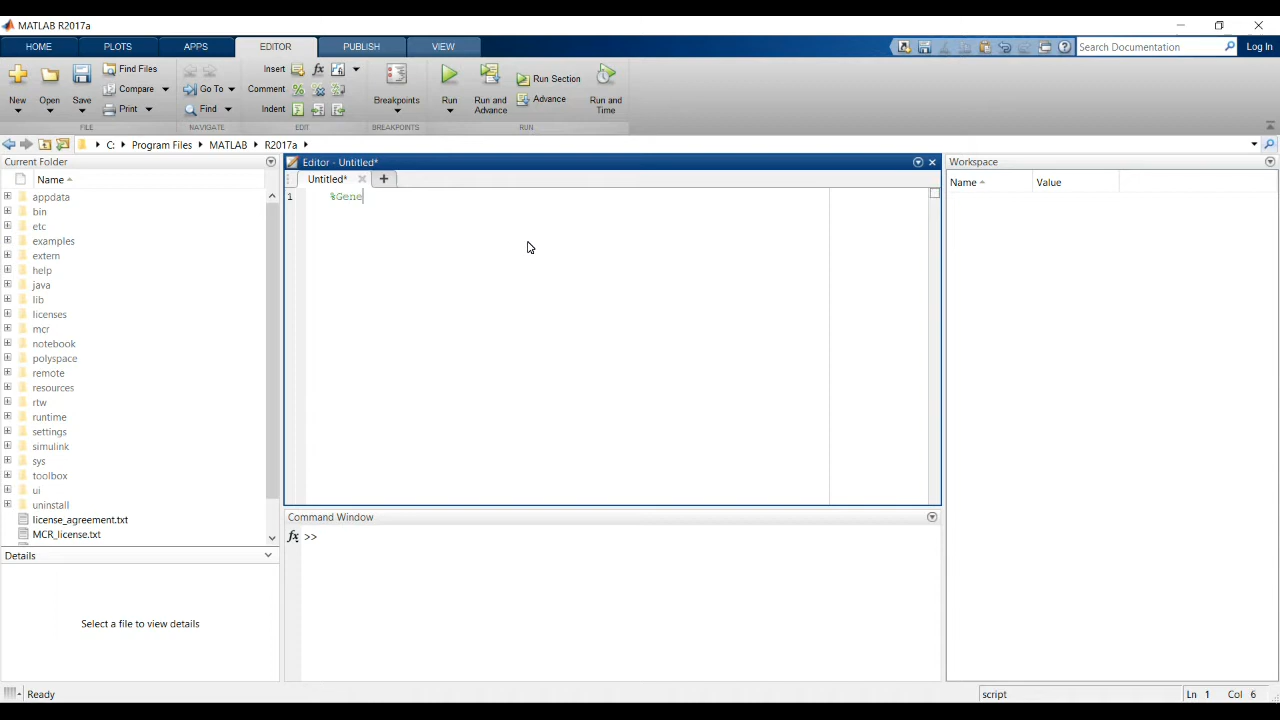 MATLAB R2017a
HOME PLOTS APPS EDITOR PUBLISH VIEW Search Documentation Log In
New Open Save Find Files Compare Print
Go To Find
Insert fx
Comment % %
Indent
Breakpoints
Run Run and Advance Run Section Advance Run and Time
FILE NAVIGATE EDIT BREAKPOINTS RUN
C: Program Files MATLAB R2017a
Current Folder
Name
appdata
bin
etc
examples
extern
help
java
lib
licenses
mcr
notebook
polyspace
remote
resources
rtw
runtime
settings
simulink
sys
toolbox
ui
uninstall
license_agreement.txt
MCR_license.txt
Details
Select a file to view details
Editor - Untitled*
Untitled* +
1 %Gene
Command Window
fx >>
Workspace
Name Value
Ready script Ln 1 Col 6